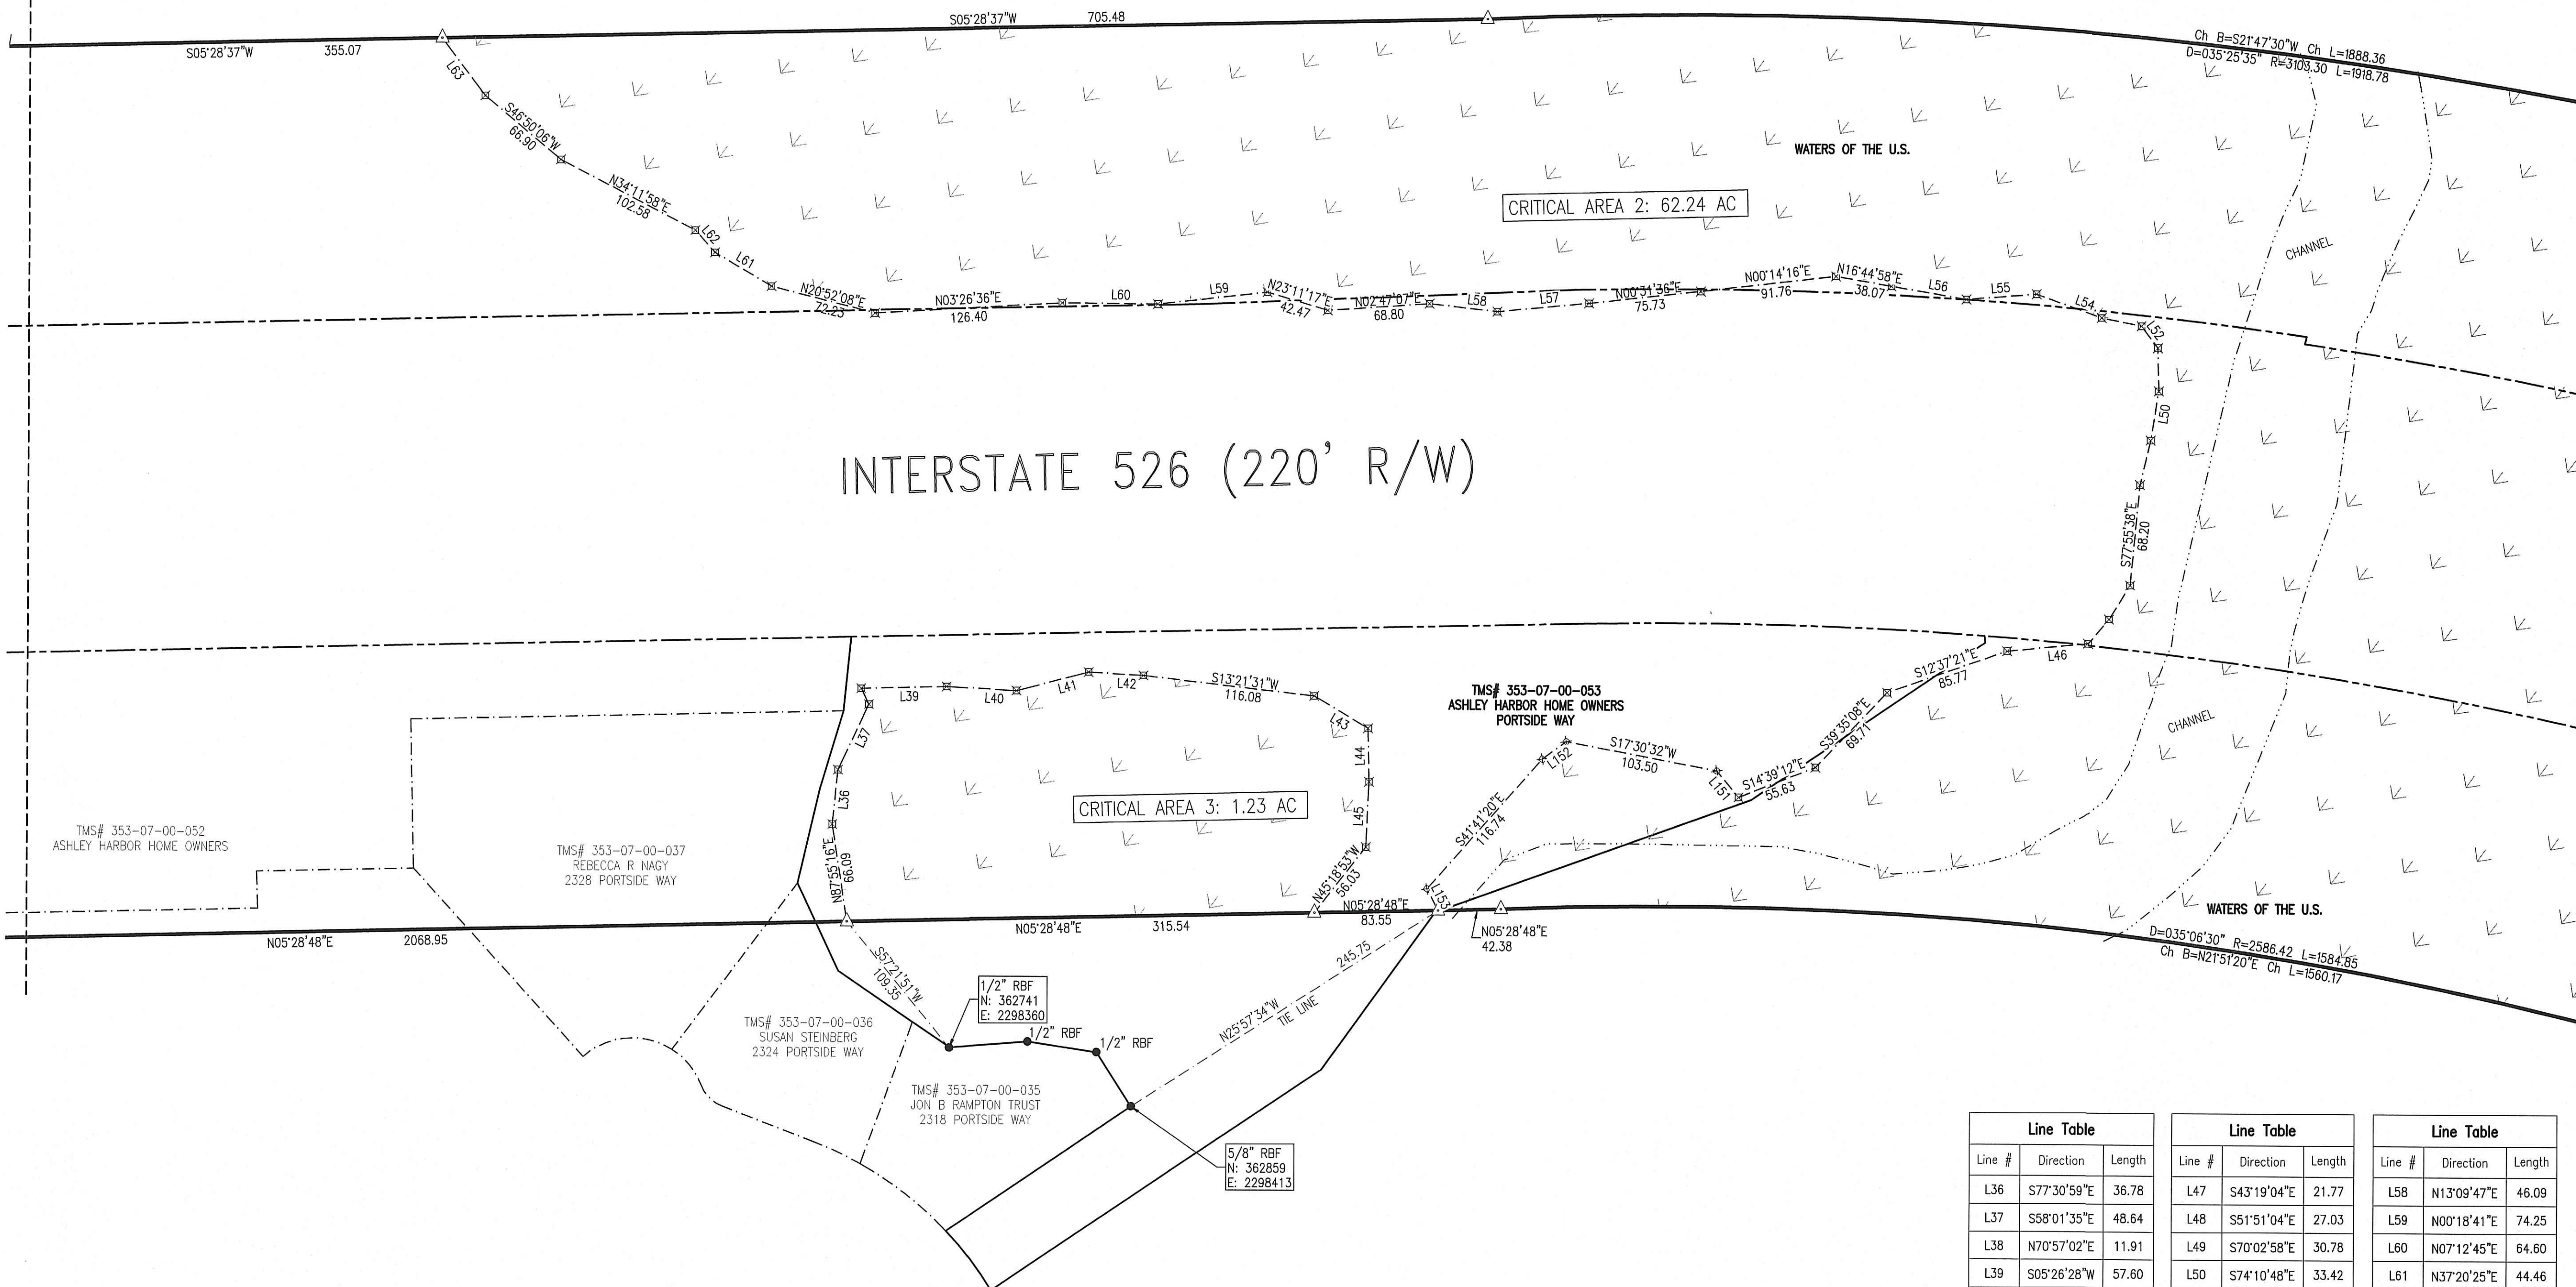 S05°28'37"W 705.48
S05°28'37"W 355.07
Ch B=S21°47'30"W Ch L=1888.36
D=035°25'35" R=3103.30 L=1918.78
L63
S46°50'06"W
66.90
N34°11'58"E
102.58
L62
L61
N20°52'08"E
72.23
N03°26'36"E
126.40
L60
L59
N23°11'17"E
42.47
N02°47'07"E
68.80
L58
L57
N00°31'36"E
75.73
N00°14'16"E
91.76
N16°44'58"E
38.07
L56
L55
L54
L52
L50
WATERS OF THE U.S.
CRITICAL AREA 2: 62.24 AC
CHANNEL
INTERSTATE 526 (220' R/W)
S77°55'38"E
68.20
L46
S12°37'21"E
85.77
S39°35'08"E
69.71
S14°39'12"E
55.63
L151
S17°30'32"W
103.50
L152
S41°41'20"E
116.74
L153
TMS# 353-07-00-053
ASHLEY HARBOR HOME OWNERS
PORTSIDE WAY
CHANNEL
L39
L40
L41
L42
S13°21'31"W
116.08
L43
L44
L45
N45°18'53"W
56.03
L37
L36
N87°55'16"E
66.09
CRITICAL AREA 3: 1.23 AC
TMS# 353-07-00-052
ASHLEY HARBOR HOME OWNERS
TMS# 353-07-00-037
REBECCA R NAGY
2328 PORTSIDE WAY
N05°28'48"E 2068.95
N05°28'48"E 315.54
N05°28'48"E
83.55
N05°28'48"E
42.38
WATERS OF THE U.S.
D=035°06'30" R=2586.42 L=1584.85
Ch B=N21°51'20"E Ch L=1560.17
S57°21'51"W
109.35
245.75
N25°57'34"W
TIE LINE
1/2" RBF
N: 362741
E: 2298360
1/2" RBF
1/2" RBF
TMS# 353-07-00-036
SUSAN STEINBERG
2324 PORTSIDE WAY
TMS# 353-07-00-035
JON B RAMPTON TRUST
2318 PORTSIDE WAY
5/8" RBF
N: 362859
E: 2298413
Line Table
Line # Direction Length
L36 S77°30'59"E 36.78
L37 S58°01'35"E 48.64
L38 N70°57'02"E 11.91
L39 S05°26'28"W 57.60
Line Table
Line # Direction Length
L47 S43°19'04"E 21.77
L48 S51°51'04"E 27.03
L49 S70°02'58"E 30.78
L50 S74°10'48"E 33.42
Line Table
Line # Direction Length
L58 N13°09'47"E 46.09
L59 N00°18'41"E 74.25
L60 N07°12'45"E 64.60
L61 N37°20'25"E 44.46